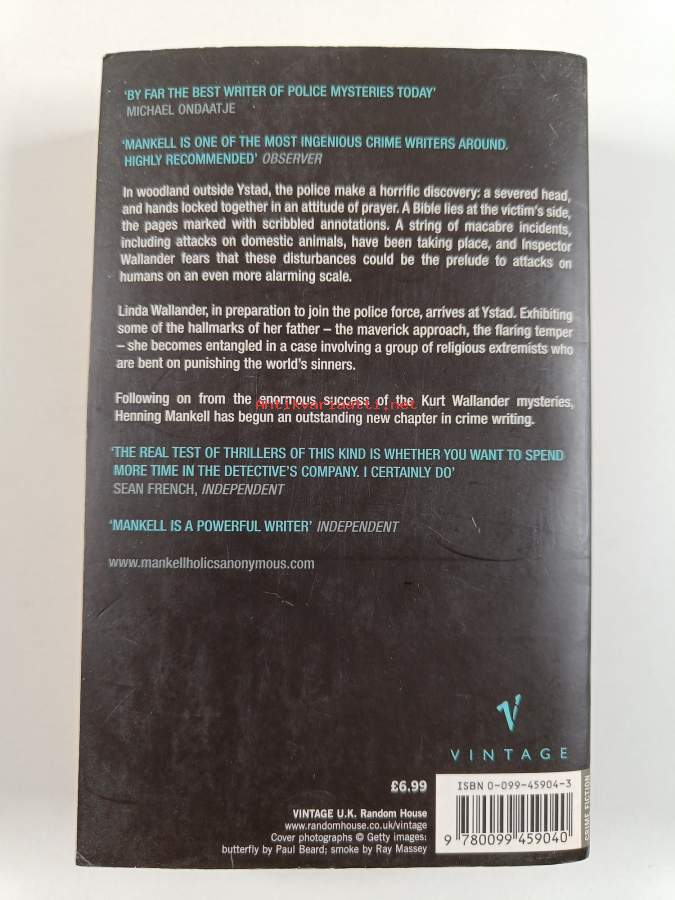 'BY FAR THE BEST WRITER OF POLICE MYSTERIES TODAY'
MICHAEL ONDAATJE
'MANKELL IS ONE OF THE MOST INGENIOUS CRIME WRITERS AROUND.
HIGHLY RECOMMENDED' OBSERVER
In woodland outside Ystad, the police make a horrific discovery: a severed head,
and hands locked together in an attitude of prayer. A Bible lies at the victim's side,
the pages marked with scribbled annotations. A string of macabre incidents,
including attacks on domestic animals, have been taking place, and Inspector
Wallander fears that these disturbances could be the prelude to attacks on
humans on an even more alarming scale.
Linda Wallander, in preparation to join the police force, arrives at Ystad. Exhibiting
some of the hallmarks of her father – the maverick approach, the flaring temper
– she becomes entangled in a case involving a group of religious extremists who
are bent on punishing the world's sinners.
Following on from the enormous success of the Kurt Wallander mysteries,
Antikvariaatti.net
Henning Mankell has begun an outstanding new chapter in crime writing.
'THE REAL TEST OF THRILLERS OF THIS KIND IS WHETHER YOU WANT TO SPEND
MORE TIME IN THE DETECTIVE'S COMPANY. I CERTAINLY DO'
SEAN FRENCH, INDEPENDENT
'MANKELL IS A POWERFUL WRITER' INDEPENDENT
www.mankellholicsanonymous.com
V
VINTAGE
£6.99
VINTAGE U.K. Random House
www.randomhouse.co.uk/vintage
Cover photographs © Getty images:
butterfly by Paul Beard; smoke by Ray Massey
ISBN 0-099-45904-3
9 780099 459040
CRIME FICTION